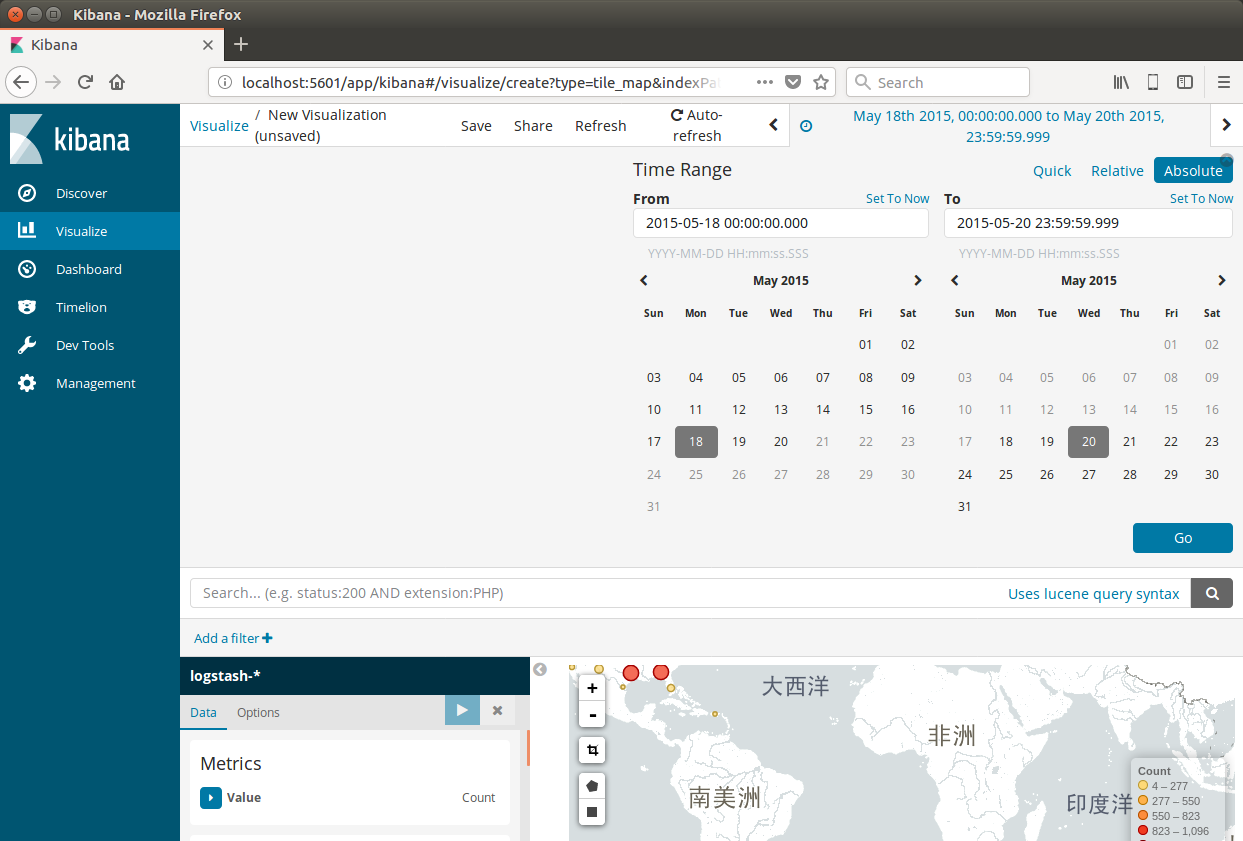 Kibana - Mozilla Firefox
Kibana
localhost:5601/app/kibana#/visualize/create?type=tile_map&indexPa
Search
kibana
Discover
Visualize
Dashboard
Timelion
Dev Tools
Management
Visualize / New Visualization (unsaved)
Save Share Refresh Auto-refresh
May 18th 2015, 00:00:00.000 to May 20th 2015, 23:59:59.999
Time Range Quick Relative Absolute
From Set To Now
2015-05-18 00:00:00.000
YYYY-MM-DD HH:mm:ss.SSS
May 2015
Sun Mon Tue Wed Thu Fri Sat
01 02
03 04 05 06 07 08 09
10 11 12 13 14 15 16
17 18 19 20 21 22 23
24 25 26 27 28 29 30
31
To Set To Now
2015-05-20 23:59:59.999
YYYY-MM-DD HH:mm:ss.SSS
May 2015
Sun Mon Tue Wed Thu Fri Sat
01 02
03 04 05 06 07 08 09
10 11 12 13 14 15 16
17 18 19 20 21 22 23
24 25 26 27 28 29 30
31
Go
Search... (e.g. status:200 AND extension:PHP) Uses lucene query syntax
Add a filter +
logstash-*
Data Options
Metrics
Value Count
+
-
大西洋
非洲
南美洲
印度洋
Count
4 – 277
277 – 550
550 – 823
823 – 1,096